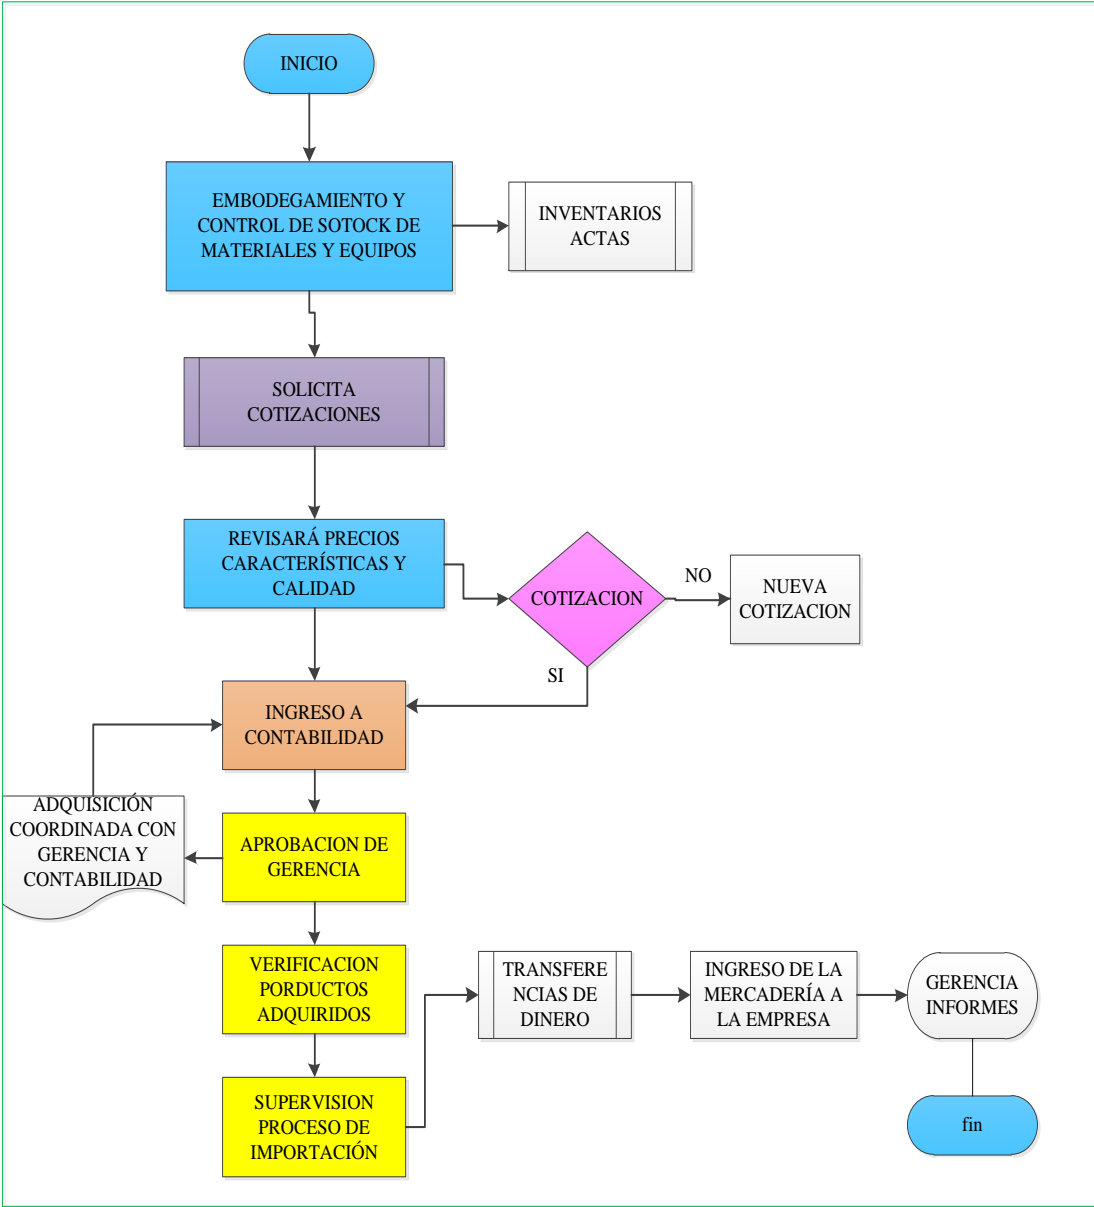 INICIO
EMBODEGAMIENTO Y
CONTROL DE SOTOCK DE
MATERIALES Y EQUIPOS
INVENTARIOS
ACTAS
SOLICITA
COTIZACIONES
REVISARÁ PRECIOS
CARACTERÍSTICAS Y
CALIDAD
COTIZACION
NO
NUEVA
COTIZACION
SI
INGRESO A
CONTABILIDAD
ADQUISICIÓN
COORDINADA CON
GERENCIA Y
CONTABILIDAD
APROBACION DE
GERENCIA
VERIFICACION
PORDUCTOS
ADQUIRIDOS
TRANSFERE
NCIAS DE
DINERO
INGRESO DE LA
MERCADERÍA A
LA EMPRESA
GERENCIA
INFORMES
SUPERVISION
PROCESO DE
IMPORTACIÓN
fin